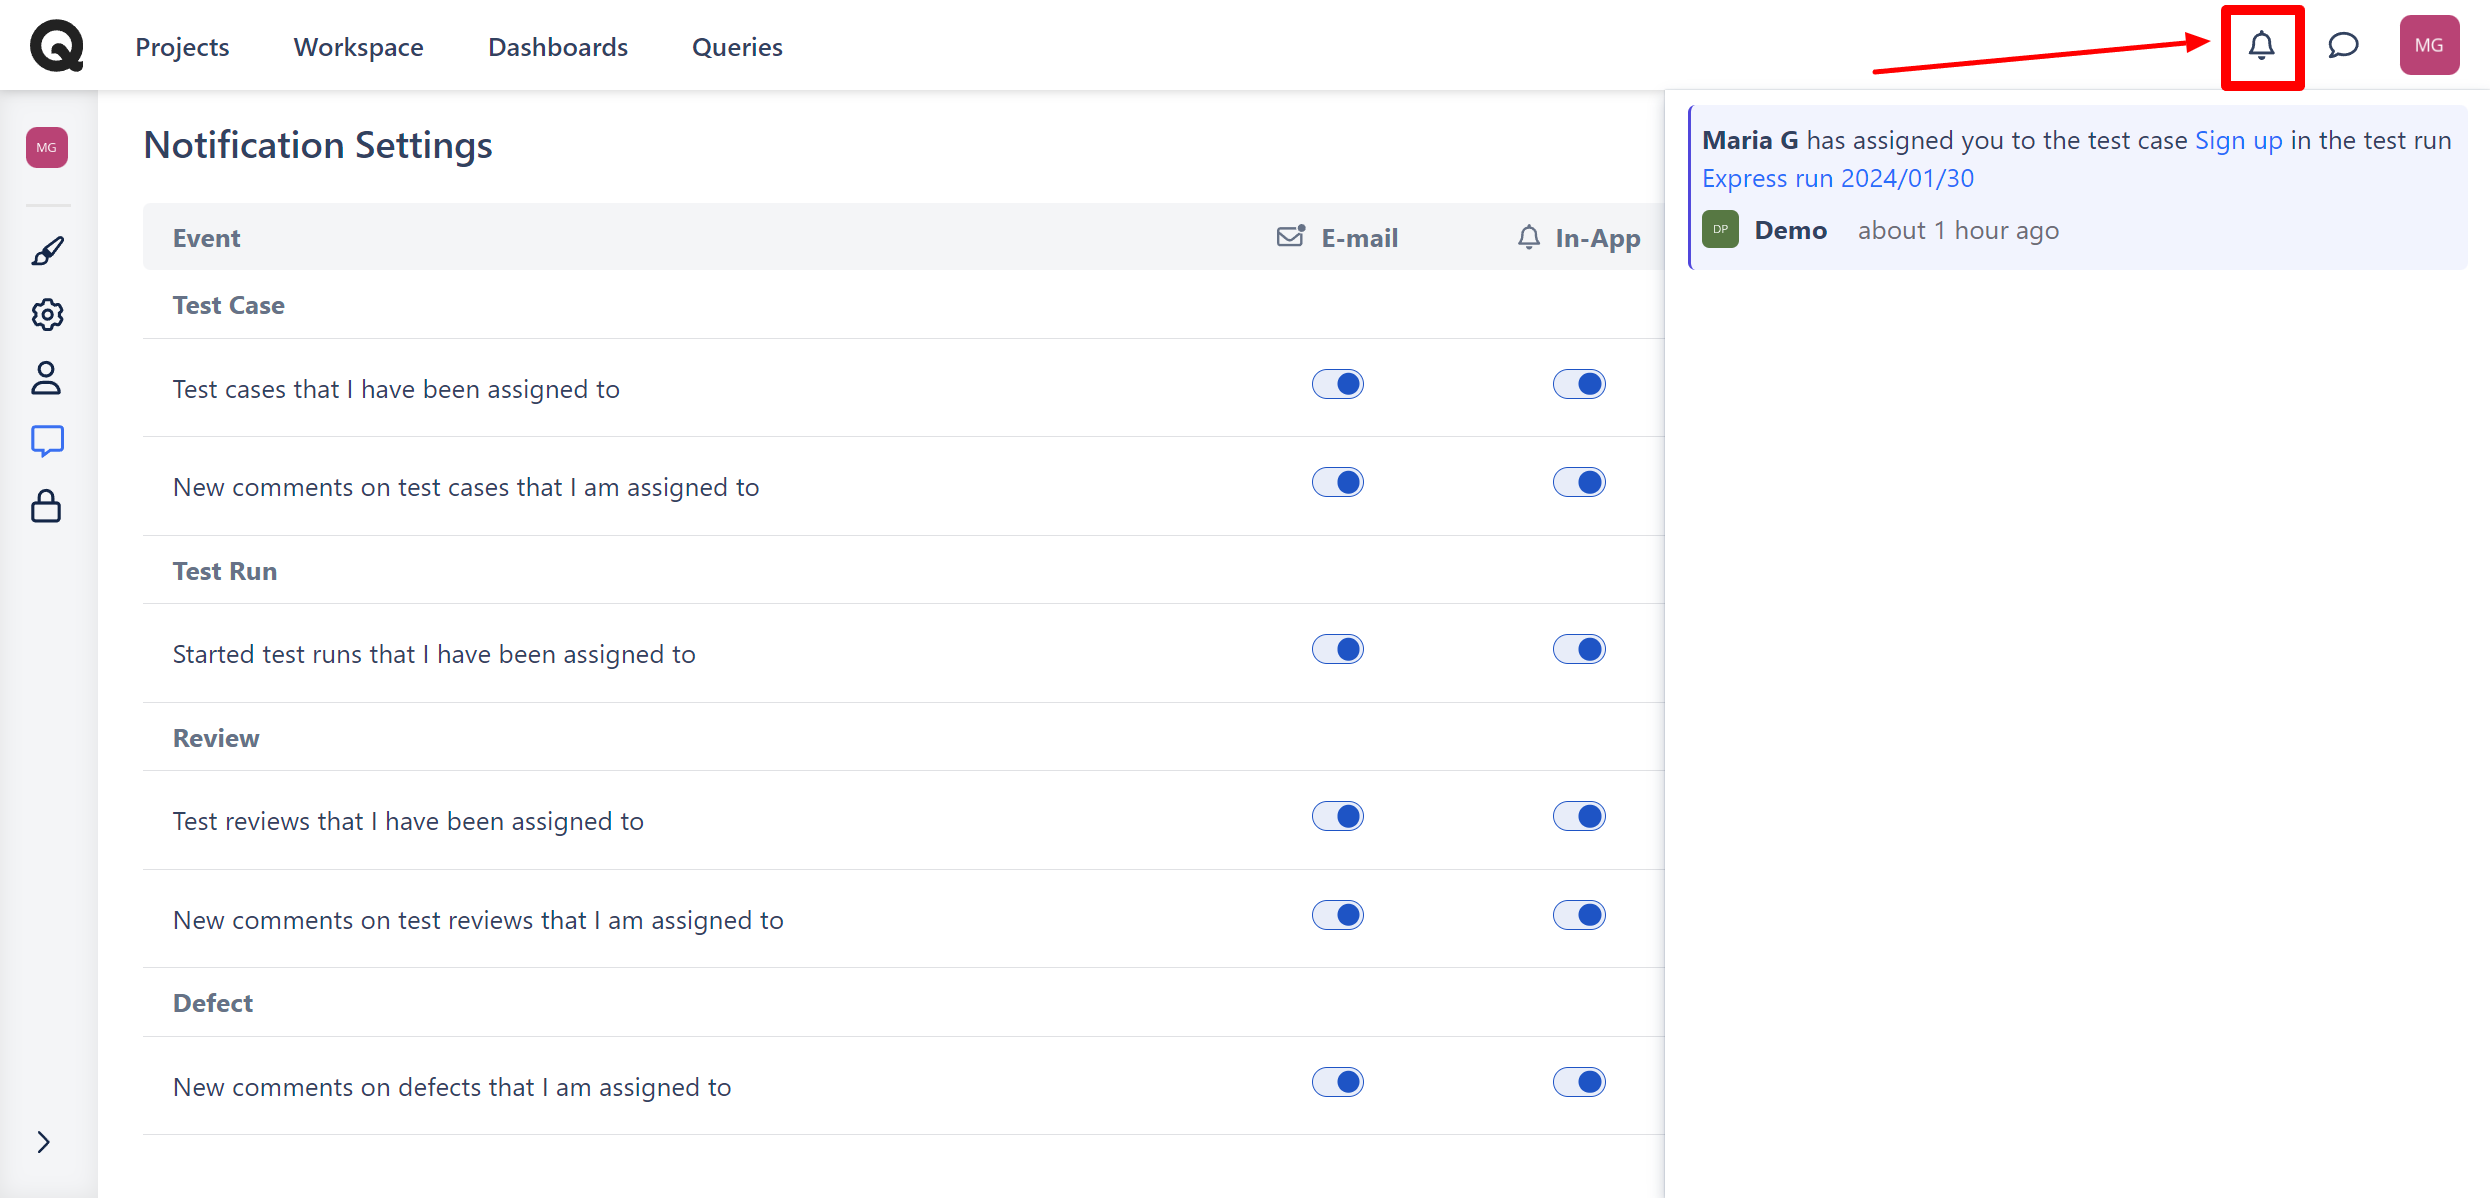 Projects Workspace Dashboards Queries MG
MG
Notification Settings
Event E-mail In-App
Test Case
Test cases that I have been assigned to
New comments on test cases that I am assigned to
Test Run
Started test runs that I have been assigned to
Review
Test reviews that I have been assigned to
New comments on test reviews that I am assigned to
Defect
New comments on defects that I am assigned to
Maria G has assigned you to the test case Sign up in the test run
Express run 2024/01/30
DP Demo about 1 hour ago